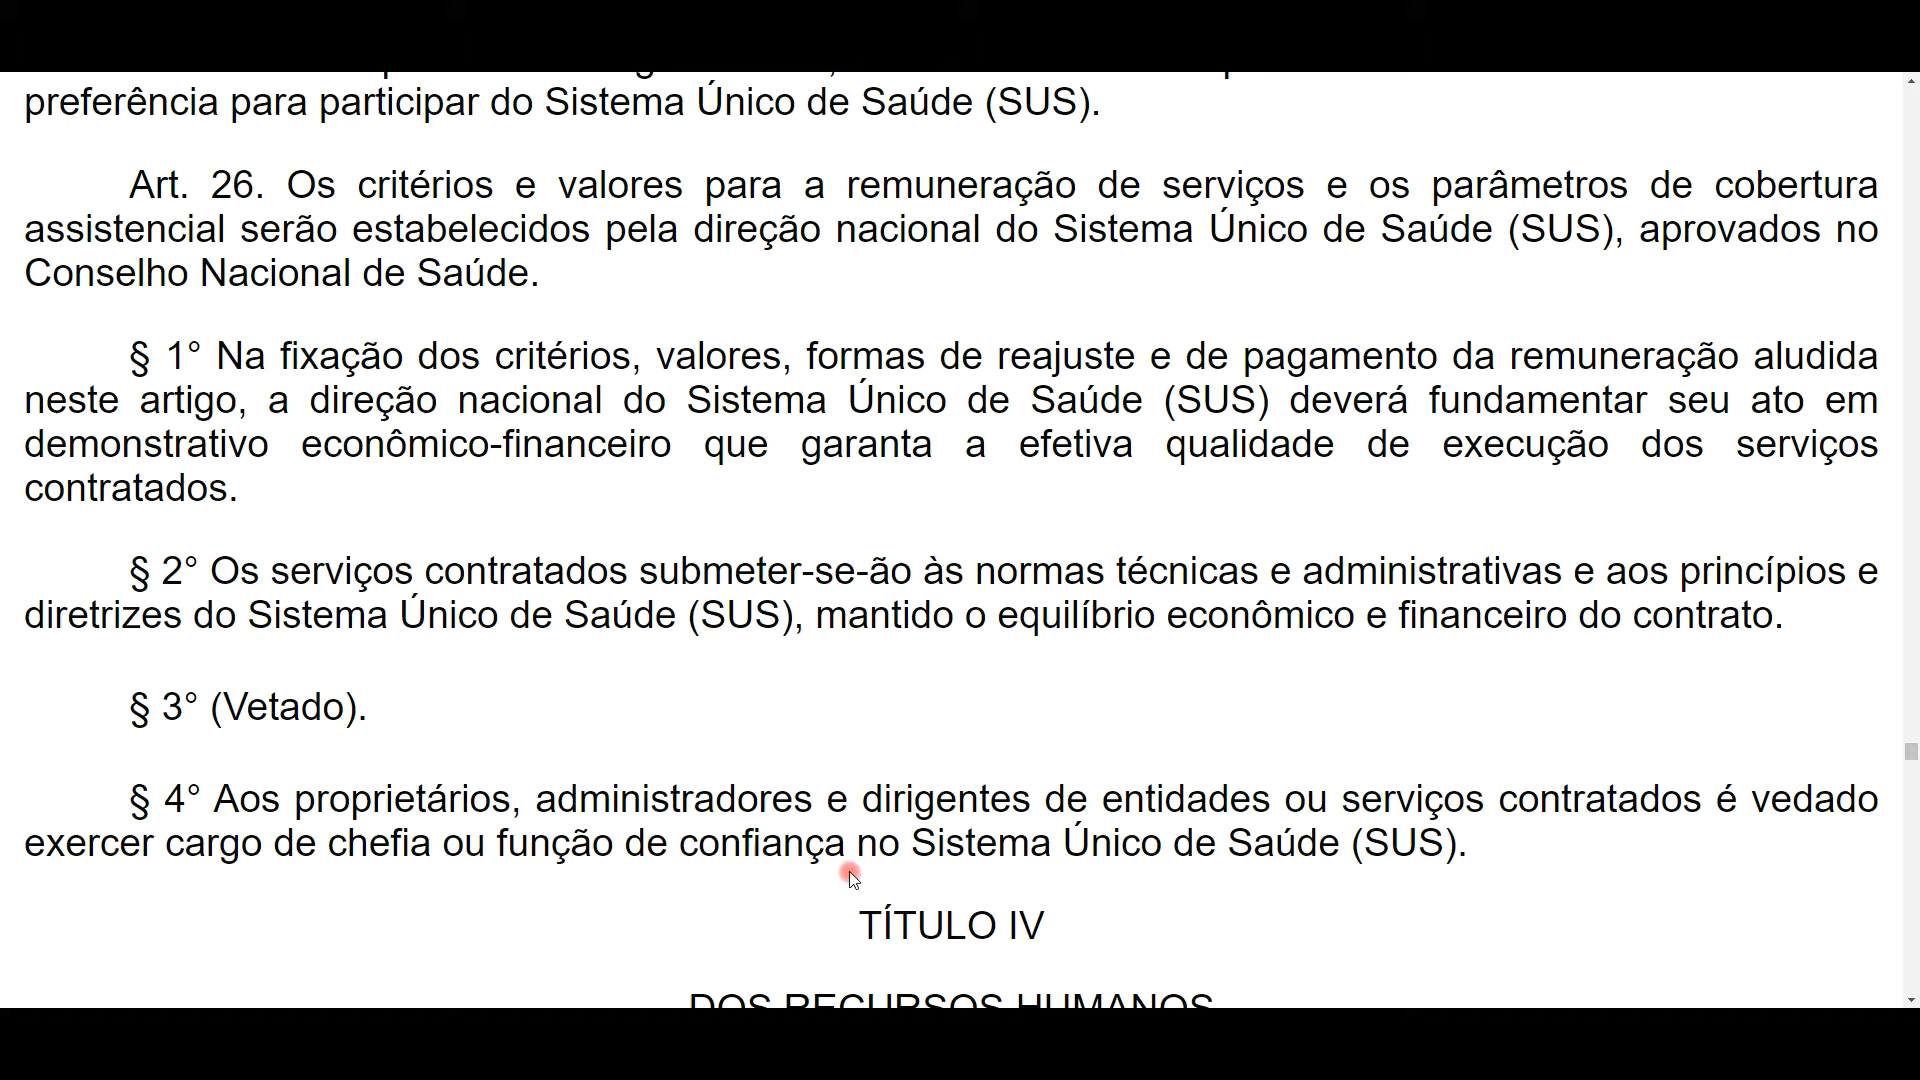 preferência para participar do Sistema Único de Saúde (SUS).
Art. 26. Os critérios e valores para a remuneração de serviços e os parâmetros de cobertura
assistencial serão estabelecidos pela direção nacional do Sistema Único de Saúde (SUS), aprovados no
Conselho Nacional de Saúde.
§ 1° Na fixação dos critérios, valores, formas de reajuste e de pagamento da remuneração aludida
neste artigo, a direção nacional do Sistema Único de Saúde (SUS) deverá fundamentar seu ato em
demonstrativo econômico-financeiro que garanta a efetiva qualidade de execução dos serviços
contratados.
§ 2° Os serviços contratados submeter-se-ão às normas técnicas e administrativas e aos princípios e
diretrizes do Sistema Único de Saúde (SUS), mantido o equilíbrio econômico e financeiro do contrato.
§ 3° (Vetado).
§ 4° Aos proprietários, administradores e dirigentes de entidades ou serviços contratados é vedado
exercer cargo de chefia ou função de confiança no Sistema Único de Saúde (SUS).
TÍTULO IV
DOS RECURSOS HUMANOS